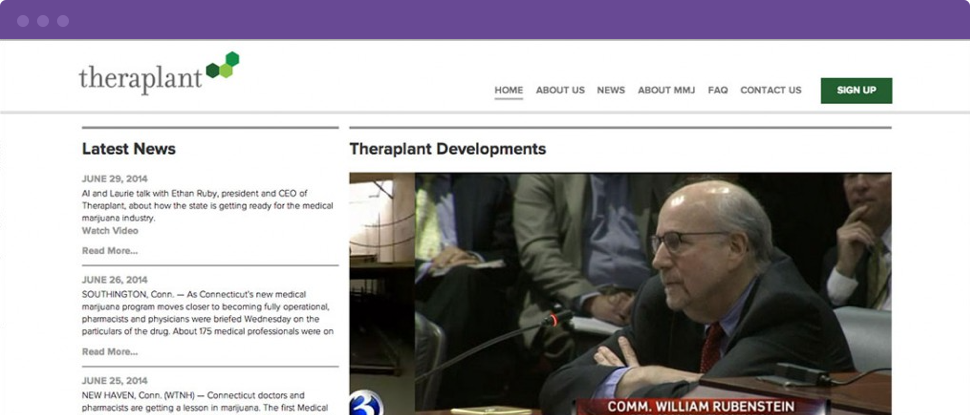 theraplant
HOME ABOUT US NEWS ABOUT MMJ FAQ CONTACT US SIGN UP
Latest News
JUNE 29, 2014
Al and Laurie talk with Ethan Ruby, president and CEO of
Theraplant, about how the state is getting ready for the medical
marijuana industry.
Watch Video
Read More...
JUNE 26, 2014
SOUTHINGTON, Conn. — As Connecticut's new medical
marijuana program moves closer to becoming fully operational,
pharmacists and physicians were briefed Wednesday on the
particulars of the drug. About 175 medical professionals were on
Read More...
JUNE 25, 2014
NEW HAVEN, Conn. (WTNH) — Connecticut doctors and
pharmacists are getting a lesson in marijuana. The first Medical
Theraplant Developments
3
COMM. WILLIAM RUBENSTEIN